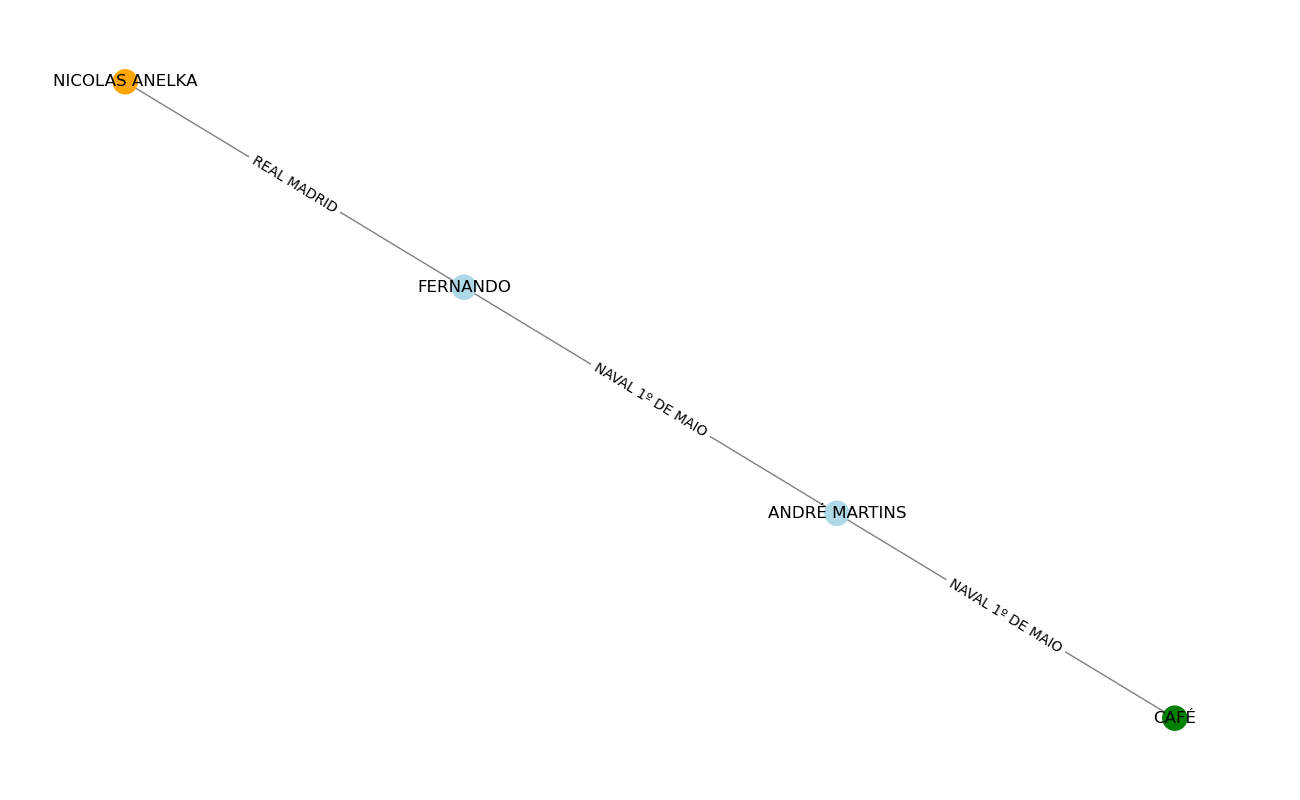 NICOLAS ANELKA
REAL MADRID
FERNANDO
NAVAL 1º DE MAIO
ANDRÉ MARTINS
NAVAL 1º DE MAIO
CAFÉ